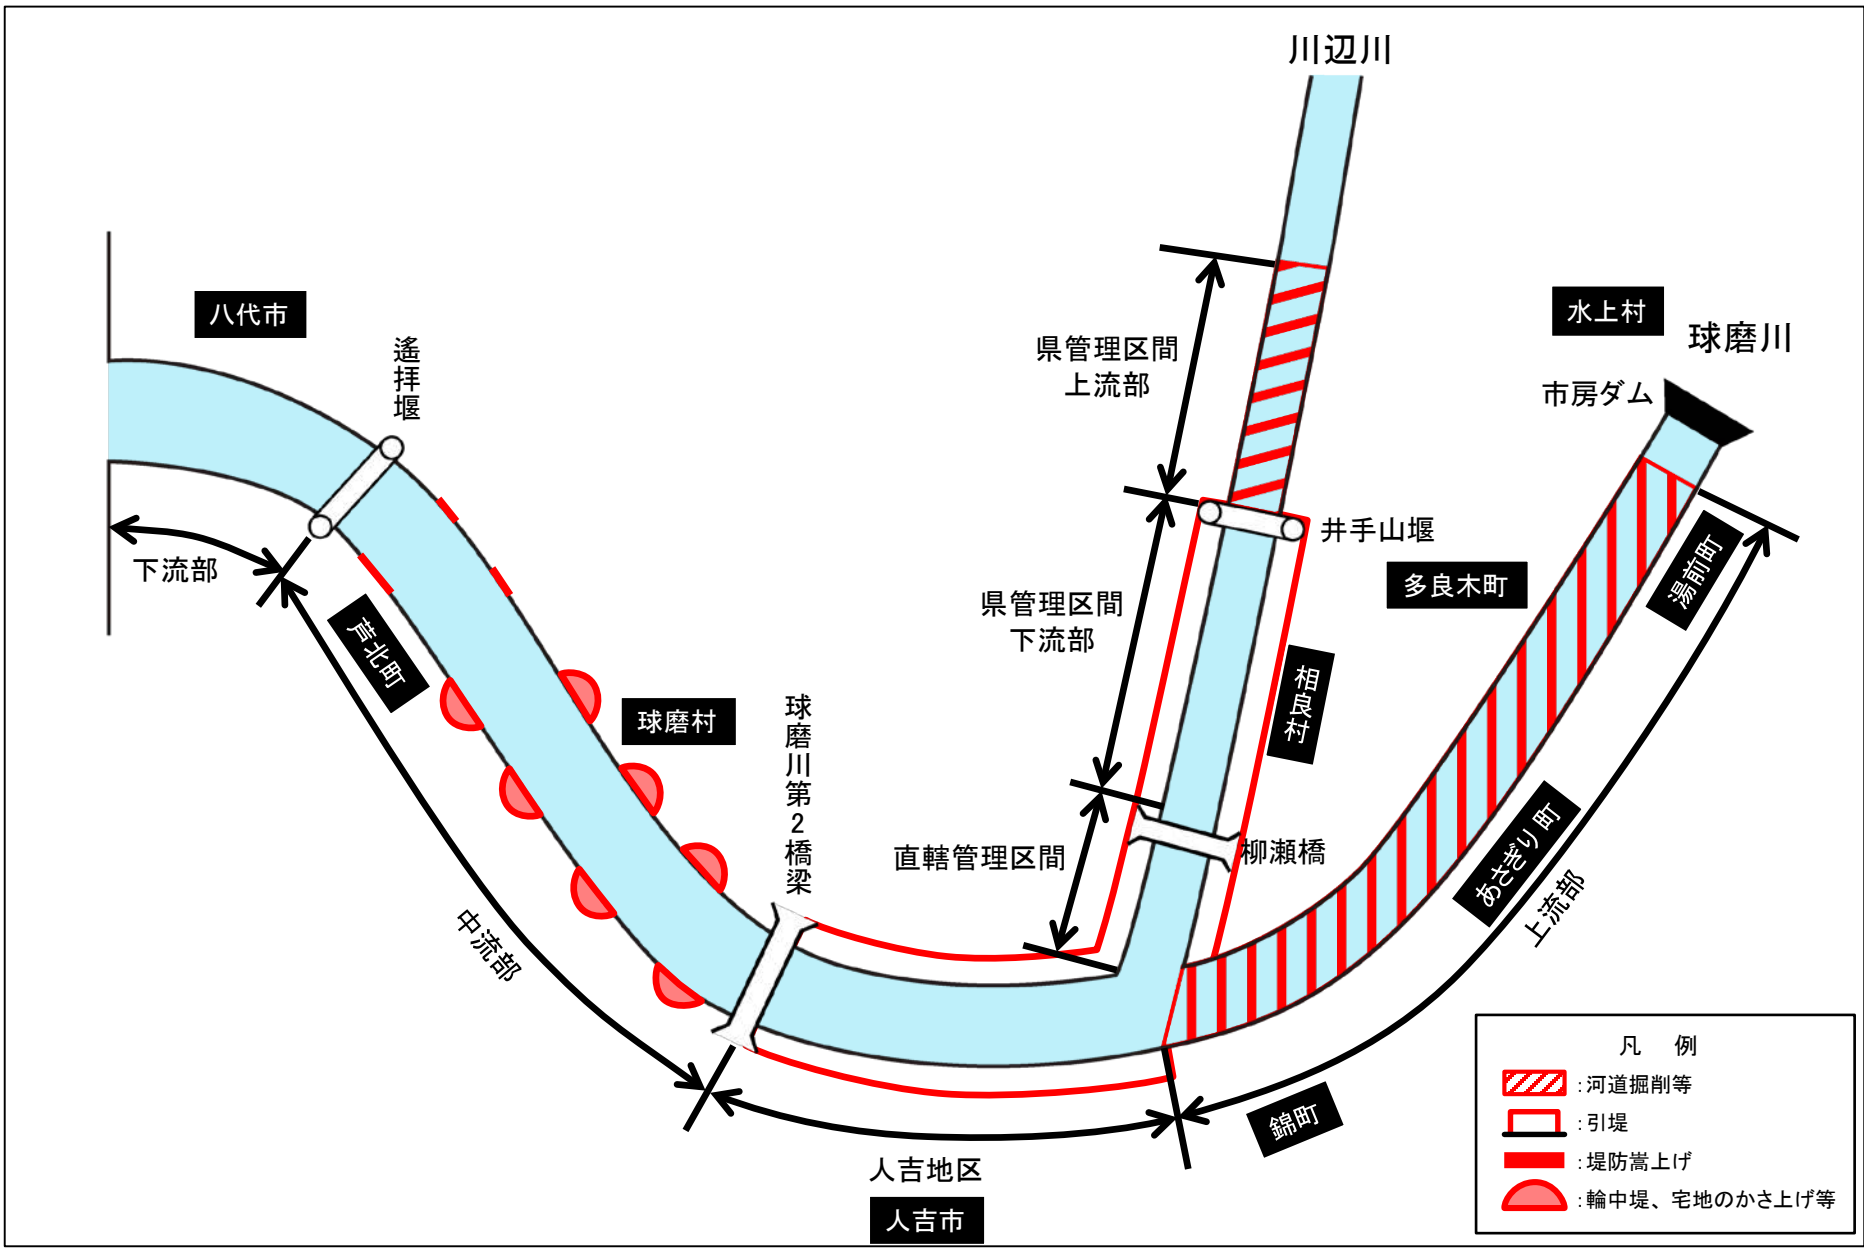 川辺川
八代市
遙拝堰
水上村
球磨川
市房ダム
県管理区間
上流部
井手山堰
下流部
芦北町
県管理区間
下流部
多良木町
湯前町
相良村
球磨村
球磨川第2橋梁
直轄管理区間
柳瀬橋
あさぎり町
上流部
中流部
錦町
人吉地区
人吉市
凡　例
：河道掘削等
：引堤
：堤防嵩上げ
：輪中堤、宅地のかさ上げ等